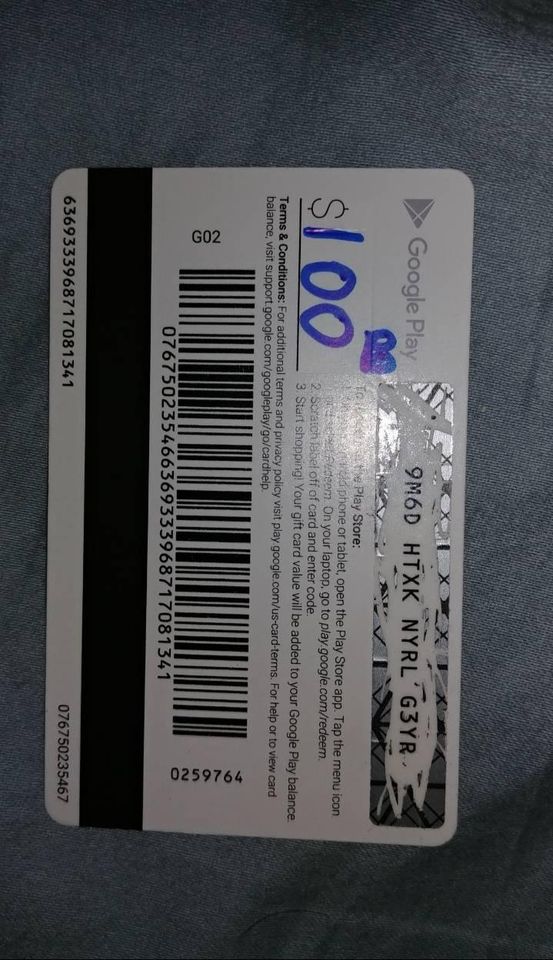 Google Play
9M6D HTXK NYRL G3YR
$100
the Play Store:
phone or tablet, open the Play Store app. Tap the menu icon
Redeem. On your laptop, go to play.google.com/redeem.
2. Scratch label off of card and enter code.
3. Start shopping! Your gift card value will be added to your Google Play balance.
Terms & Conditions: For additional terms and privacy policy visit play.google.com/us-card-terms. For help or to view card
balance, visit support.google.com/googleplay/go/cardhelp.
G02
0259764
076750235466369333968717081341
6369333968717081341
076750235467